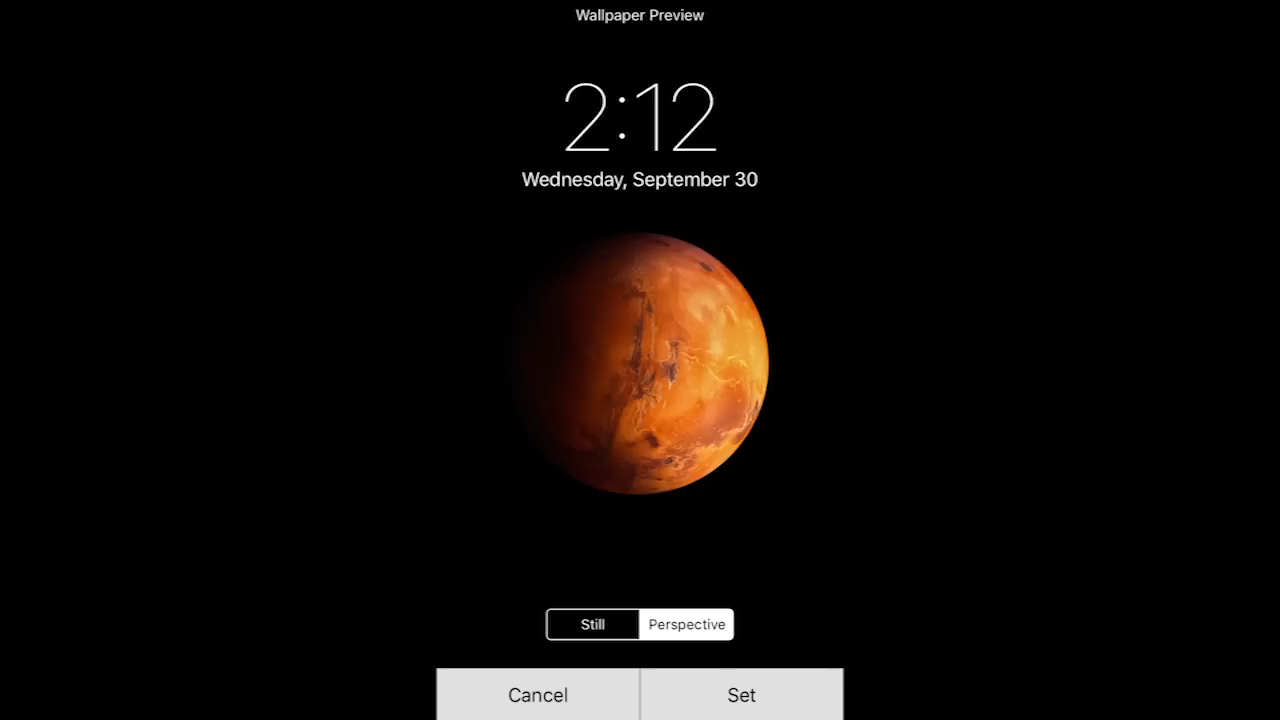 Wallpaper Preview
2:12
Wednesday, September 30
Still
Perspective
Cancel
Set